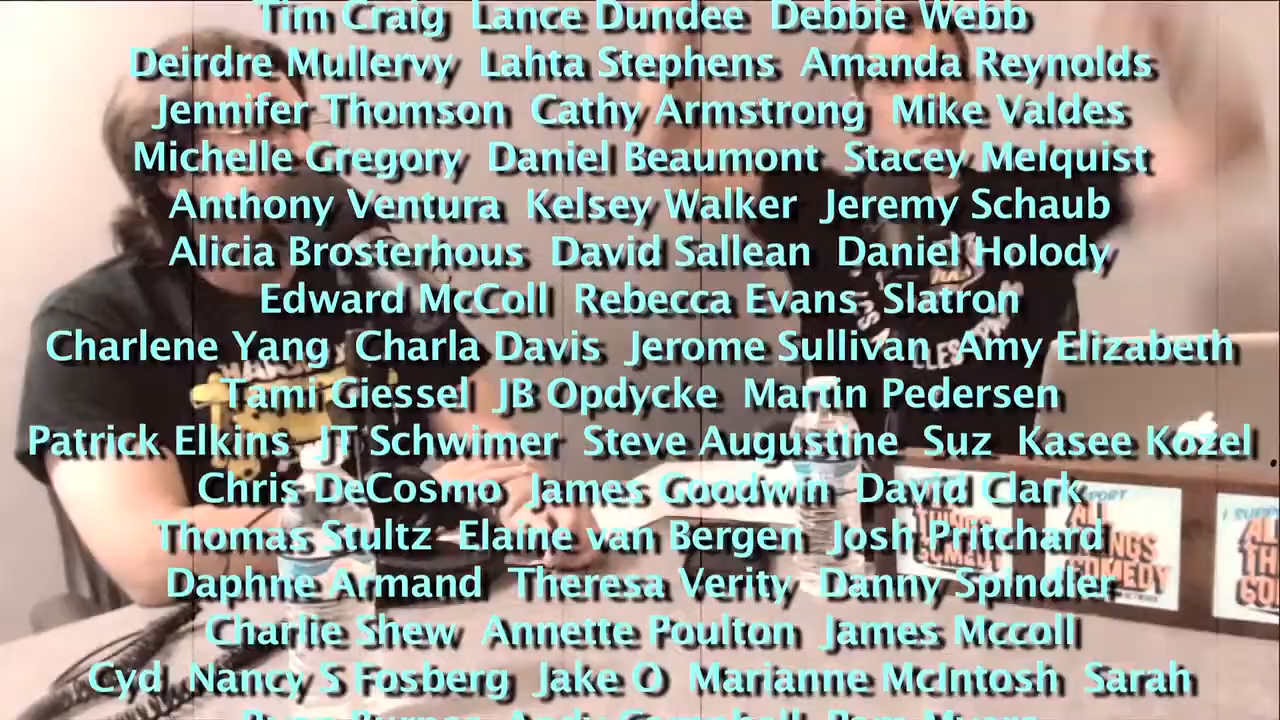 Tim Craig Lance Dundee Debbie Webb
Deirdre Mullervy Lahta Stephens Amanda Reynolds
Jennifer Thomson Cathy Armstrong Mike Valdes
Michelle Gregory Daniel Beaumont Stacey Melquist
Anthony Ventura Kelsey Walker Jeremy Schaub
Alicia Brosterhous David Sallean Daniel Holody
Edward McColl Rebecca Evans Slatron
Charlene Yang Charla Davis Jerome Sullivan Amy Elizabeth
Tami Giessel JB Opdycke Martin Pedersen
Patrick Elkins JT Schwimer Steve Augustine Suz Kasee Kozel
Chris DeCosmo James Goodwin David Clark
Thomas Stultz Elaine van Bergen Josh Pritchard
Daphne Armand Theresa Verity Danny Spindler
Charlie Shew Annette Poulton James Mccoll
Cyd Nancy S Fosberg Jake O Marianne McIntosh Sarah
THINGS
COMEDY
ALL
COMEDY